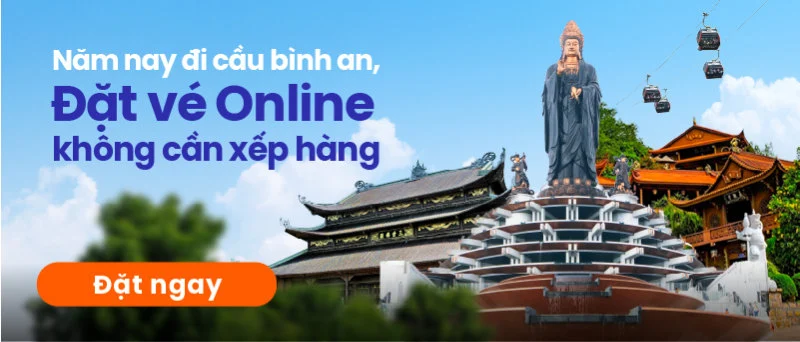 Năm nay đi cầu bình an,
Đặt vé Online
không cần xếp hàng
Đặt ngay